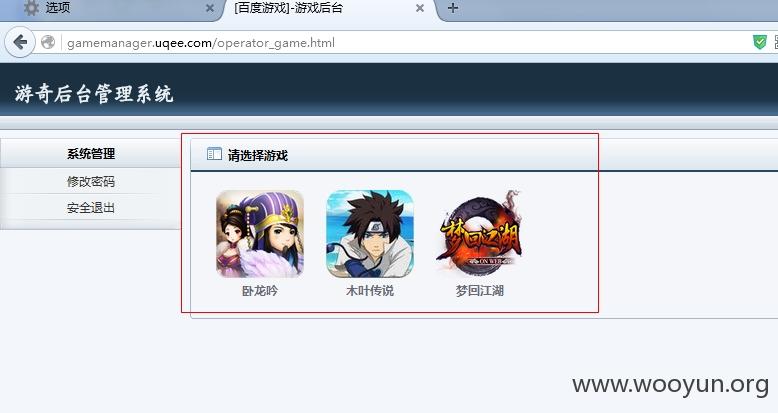 选项
[百度游戏]-游戏后台
gamemanager.uqee.com/operator_game.html
游奇后台管理系统
系统管理
修改密码
安全退出
请选择游戏
梦回江湖
ON WEB
卧龙吟
木叶传说
梦回江湖
www.wooyun.org